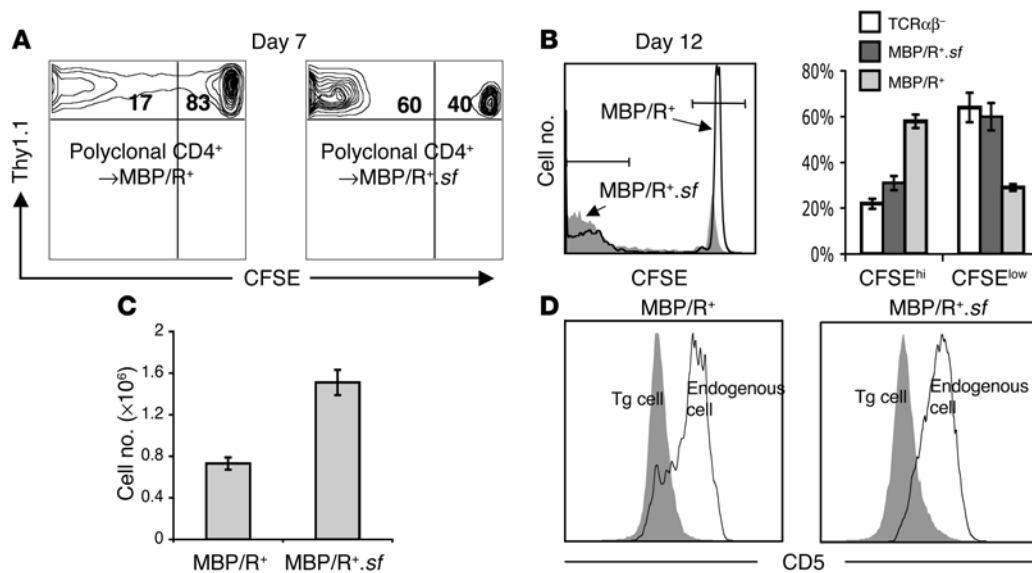 A
Day 7
Thy1.1
17
83
Polyclonal CD4⁺
→MBP/R⁺
60
40
Polyclonal CD4⁺
→MBP/R⁺.sf
CFSE
B
Day 12
Cell no.
MBP/R⁺
MBP/R⁺.sf
CFSE
TCRαβ⁻
MBP/R⁺.sf
MBP/R⁺
80%
60%
40%
20%
0%
CFSEʰⁱ
CFSEˡᵒʷ
C
Cell no. (×10⁶)
2
1.6
1.2
0.8
0.4
0
MBP/R⁺
MBP/R⁺.sf
D
MBP/R⁺
Tg cell
Endogenous
cell
MBP/R⁺.sf
Tg cell
Endogenous
cell
CD5